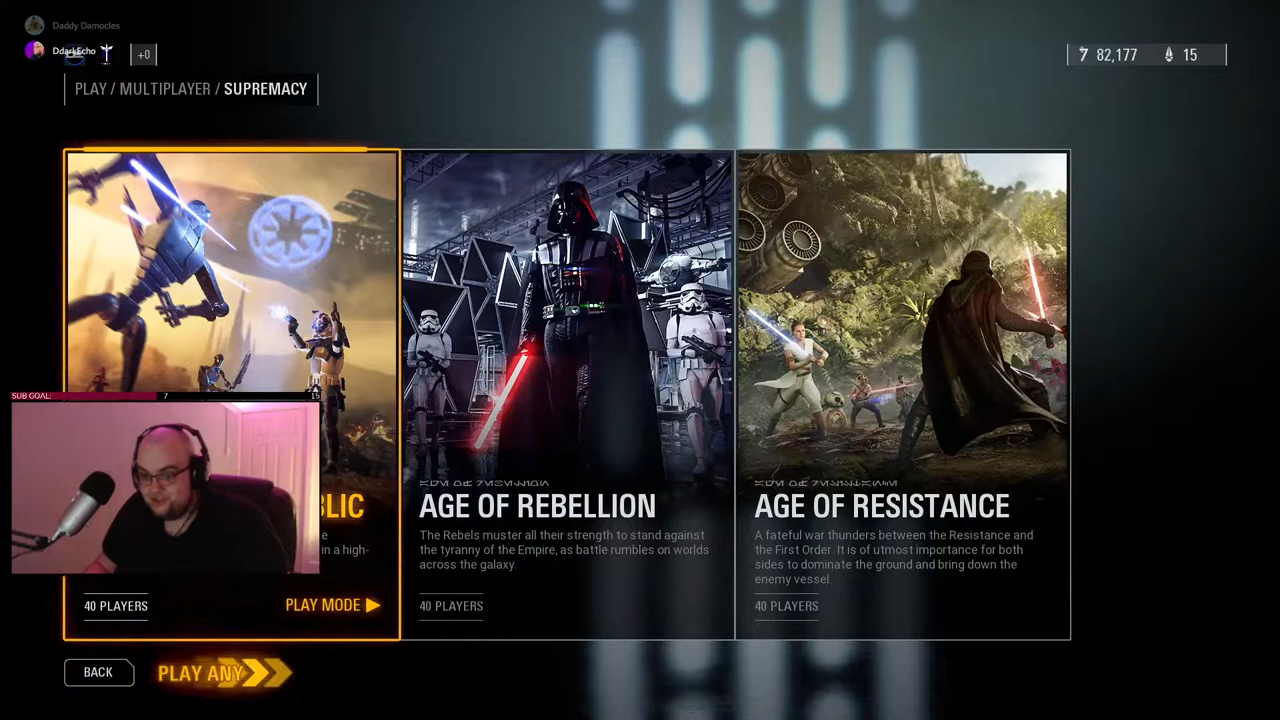 Daddy Damocles
DdarkEcho
+0
82,177
15
PLAY / MULTIPLAYER / SUPREMACY
SUB GOAL:
7
15
BLIC
in a high-
40 PLAYERS
PLAY MODE
AGE OF REBELLION
The Rebels muster all their strength to stand against
the tyranny of the Empire, as battle rumbles on worlds
across the galaxy.
40 PLAYERS
AGE OF RESISTANCE
A fateful war thunders between the Resistance and
the First Order. It is of utmost importance for both
sides to dominate the ground and bring down the
enemy vessel.
40 PLAYERS
BACK
PLAY ANY